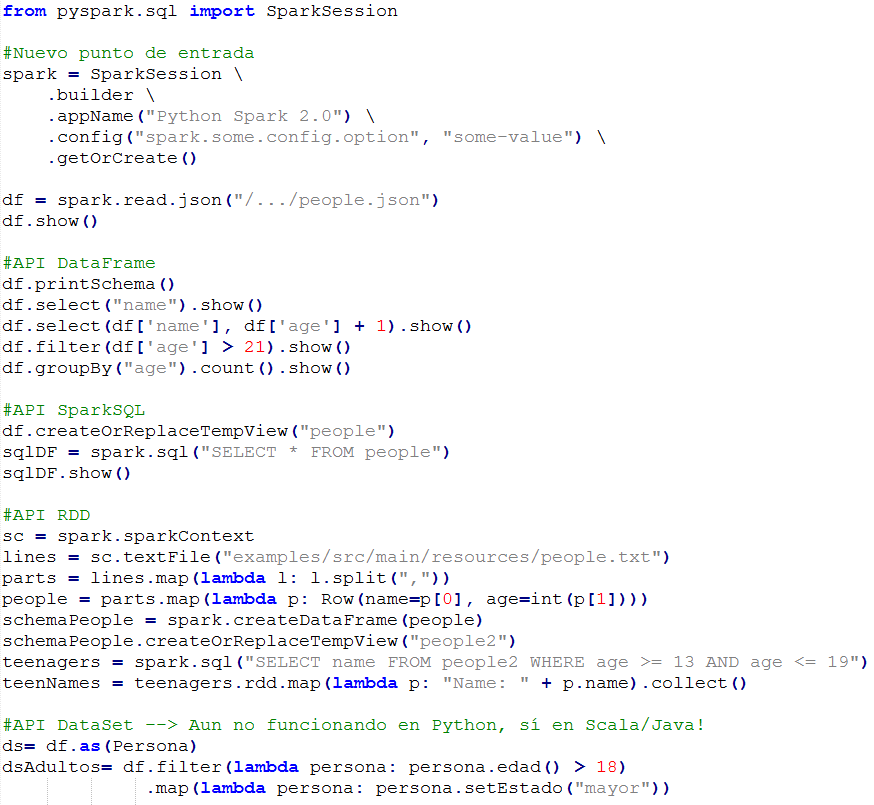 from pyspark.sql import SparkSession
#Nuevo punto de entrada
spark = SparkSession \
.builder \
.appName("Python Spark 2.0") \
.config("spark.some.config.option", "some-value") \
.getOrCreate()
df = spark.read.json("/.../people.json")
df.show()
#API DataFrame
df.printSchema()
df.select("name").show()
df.select(df['name'], df['age'] + 1).show()
df.filter(df['age'] > 21).show()
df.groupBy("age").count().show()
#API SparkSQL
df.createOrReplaceTempView("people")
sqlDF = spark.sql("SELECT * FROM people")
sqlDF.show()
#API RDD
sc = spark.sparkContext
lines = sc.textFile("examples/src/main/resources/people.txt")
parts = lines.map(lambda l: l.split(","))
people = parts.map(lambda p: Row(name=p[0], age=int(p[1])))
schemaPeople = spark.createDataFrame(people)
schemaPeople.createOrReplaceTempView("people2")
teenagers = spark.sql("SELECT name FROM people2 WHERE age >= 13 AND age <= 19")
teenNames = teenagers.rdd.map(lambda p: "Name: " + p.name).collect()
#API DataSet --> Aun no funcionando en Python, sí en Scala/Java!
ds= df.as(Persona)
dsAdultos= df.filter(lambda persona: persona.edad() > 18)
.map(lambda persona: persona.setEstado("mayor"))